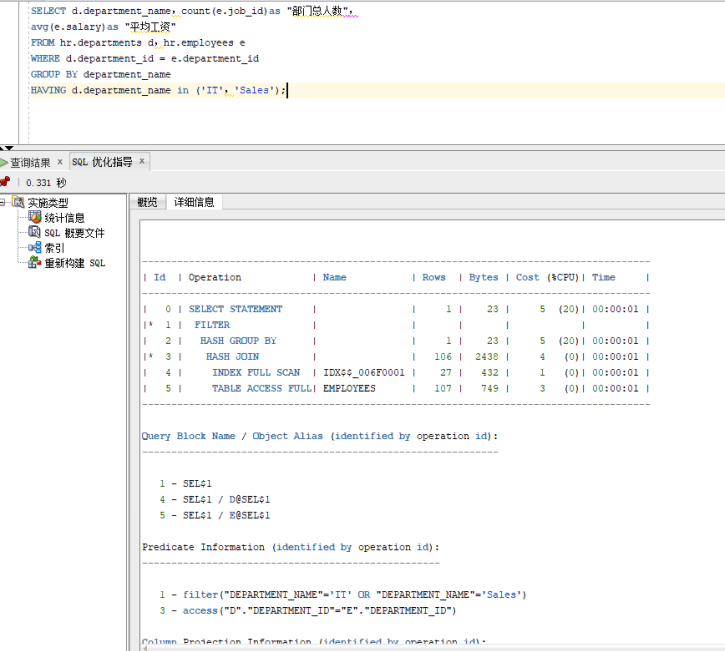 SELECT d.department_name，count(e.job_id)as "部门总人数"，
avg(e.salary)as "平均工资"
FROM hr.departments d，hr.employees e
WHERE d.department_id = e.department_id
GROUP BY department_name
HAVING d.department_name in ('IT'，'Sales');
查询结果 × SQL 优化指导 ×
0.331 秒
实施类型
统计信息
SQL 概要文件
索引
重新构建 SQL
概览 详细信息
| Id | Operation | Name | Rows | Bytes | Cost (%CPU)| Time |
| 0 | SELECT STATEMENT | | 1 | 23 | 5 (20)| 00:00:01 |
|* 1 | FILTER | | | | | |
| 2 | HASH GROUP BY | | 1 | 23 | 5 (20)| 00:00:01 |
|* 3 | HASH JOIN | | 106 | 2438 | 4 (0)| 00:00:01 |
| 4 | INDEX FULL SCAN | IDX$$_006F0001 | 27 | 432 | 1 (0)| 00:00:01 |
| 5 | TABLE ACCESS FULL| EMPLOYEES | 107 | 749 | 3 (0)| 00:00:01 |
Query Block Name / Object Alias (identified by operation id):
1 - SEL$1
4 - SEL$1 / D@SEL$1
5 - SEL$1 / E@SEL$1
Predicate Information (identified by operation id):
1 - filter("DEPARTMENT_NAME"='IT' OR "DEPARTMENT_NAME"='Sales')
3 - access("D"."DEPARTMENT_ID"="E"."DEPARTMENT_ID")
Column Projection Information (identified by operation id):